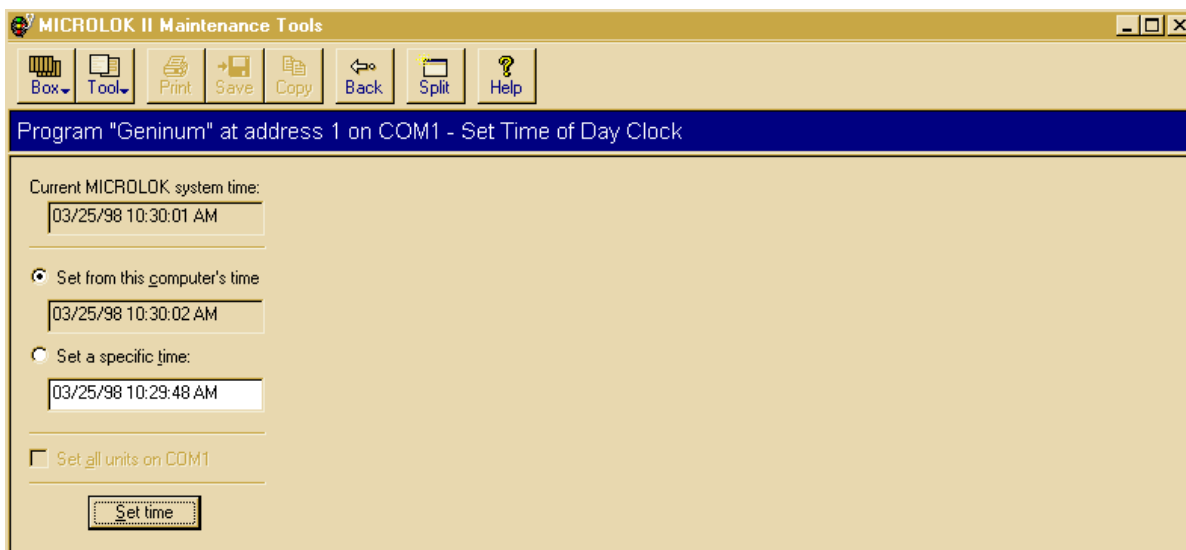 MICROLOK II Maintenance Tools
Box Tool Print Save Copy Back Split Help
Program "Geninum" at address 1 on COM1 - Set Time of Day Clock
Current MICROLOK system time:
03/25/98 10:30:01 AM
Set from this computer's time
03/25/98 10:30:02 AM
Set a specific time:
03/25/98 10:29:48 AM
Set all units on COM1
Set time